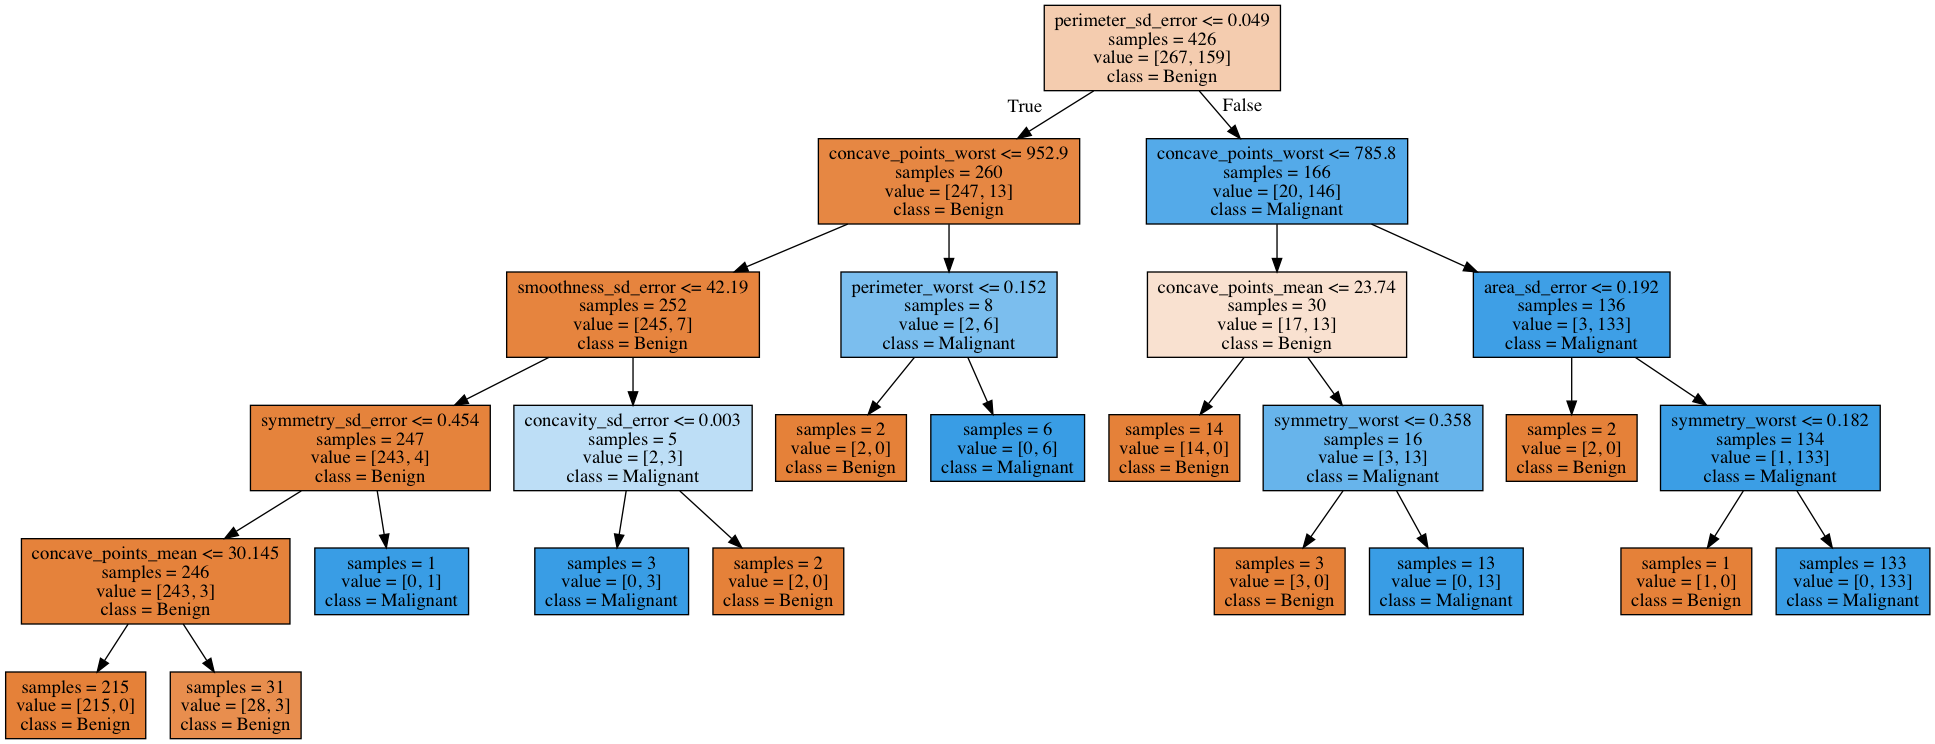 perimeter_sd_error <= 0.049
samples = 426
value = [267, 159]
class = Benign
True
False
concave_points_worst <= 952.9
samples = 260
value = [247, 13]
class = Benign
concave_points_worst <= 785.8
samples = 166
value = [20, 146]
class = Malignant
smoothness_sd_error <= 42.19
samples = 252
value = [245, 7]
class = Benign
perimeter_worst <= 0.152
samples = 8
value = [2, 6]
class = Malignant
concave_points_mean <= 23.74
samples = 30
value = [17, 13]
class = Benign
area_sd_error <= 0.192
samples = 136
value = [3, 133]
class = Malignant
symmetry_sd_error <= 0.454
samples = 247
value = [243, 4]
class = Benign
concavity_sd_error <= 0.003
samples = 5
value = [2, 3]
class = Malignant
samples = 2
value = [2, 0]
class = Benign
samples = 6
value = [0, 6]
class = Malignant
samples = 14
value = [14, 0]
class = Benign
symmetry_worst <= 0.358
samples = 16
value = [3, 13]
class = Malignant
samples = 2
value = [2, 0]
class = Benign
symmetry_worst <= 0.182
samples = 134
value = [1, 133]
class = Malignant
concave_points_mean <= 30.145
samples = 246
value = [243, 3]
class = Benign
samples = 1
value = [0, 1]
class = Malignant
samples = 3
value = [0, 3]
class = Malignant
samples = 2
value = [2, 0]
class = Benign
samples = 3
value = [3, 0]
class = Benign
samples = 13
value = [0, 13]
class = Malignant
samples = 1
value = [1, 0]
class = Benign
samples = 133
value = [0, 133]
class = Malignant
samples = 215
value = [215, 0]
class = Benign
samples = 31
value = [28, 3]
class = Benign